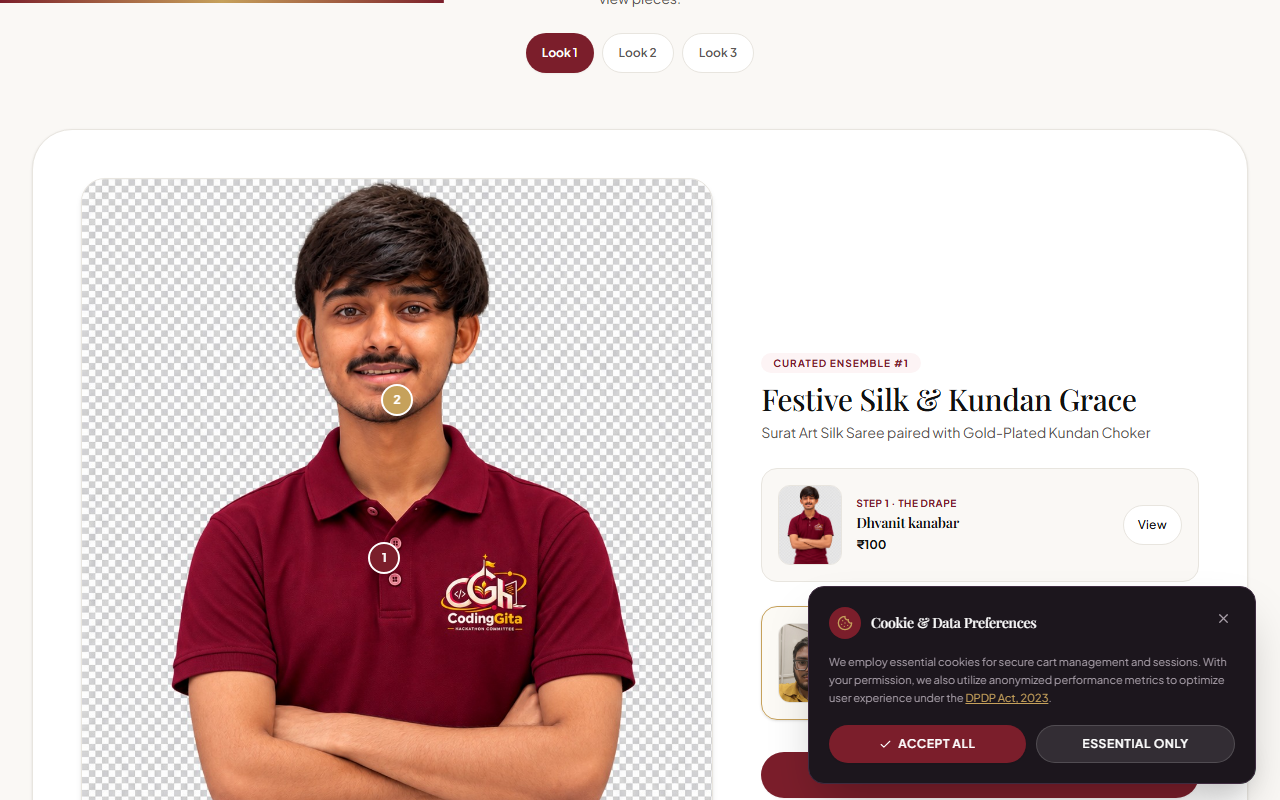 view pieces.
Look 1
Look 2
Look 3
2
1
CGH
</>
CodingGita
HACKATHON COMMITTEE
CURATED ENSEMBLE #1
Festive Silk & Kundan Grace
Surat Art Silk Saree paired with Gold-Plated Kundan Choker
STEP 1 · THE DRAPE
Dhvanit kanabar
₹100
View
Cookie & Data Preferences
We employ essential cookies for secure cart management and sessions. With
your permission, we also utilize anonymized performance metrics to optimize
user experience under the DPDP Act, 2023.
ACCEPT ALL
ESSENTIAL ONLY